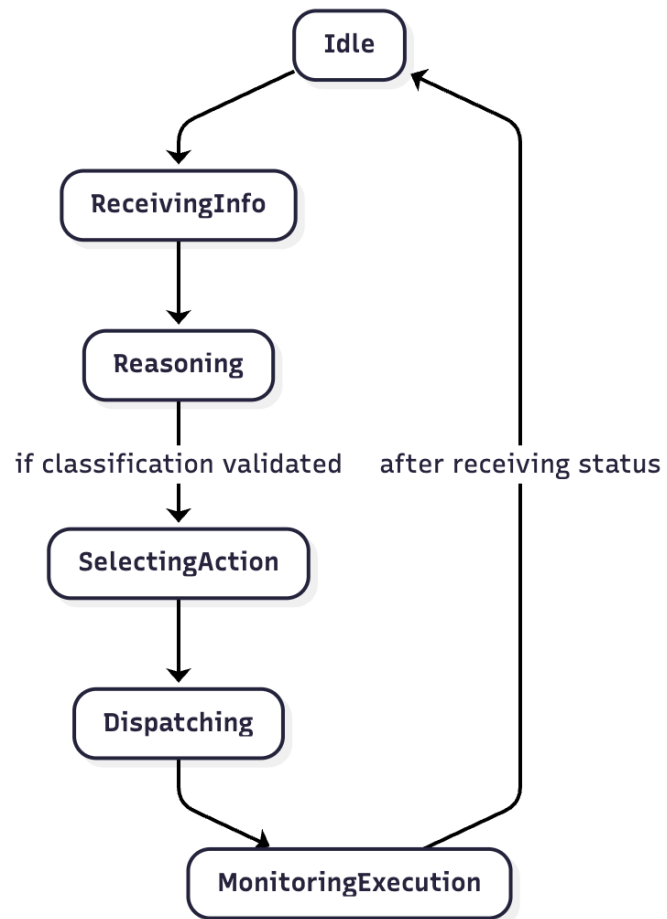 Idle
ReceivingInfo
Reasoning
if classification validated
after receiving status
SelectingAction
Dispatching
MonitoringExecution